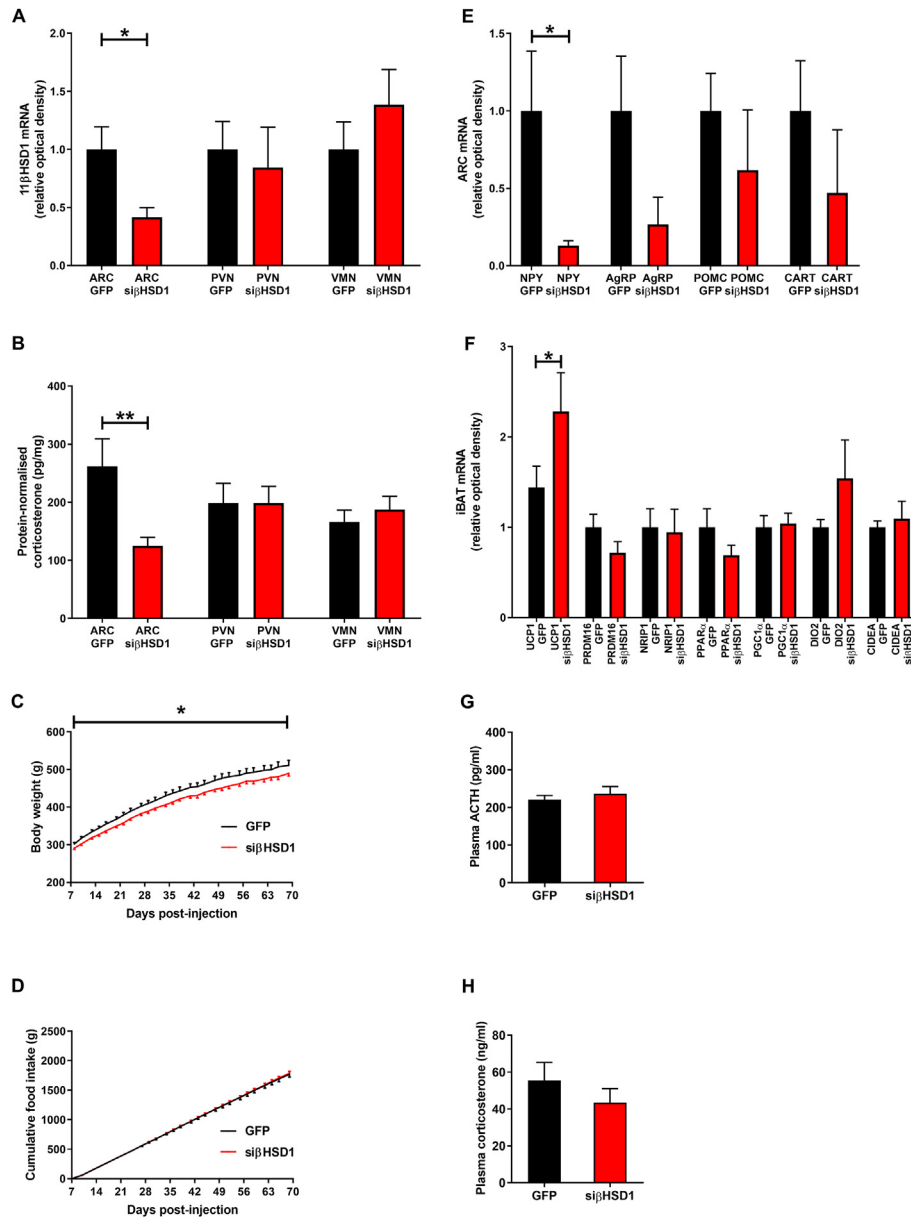 A
*
11βHSD1 mRNA
(relative optical density)
2.0
1.5
1.0
0.5
0.0
ARC ARC PVN PVN VMN VMN
GFP siβHSD1 GFP siβHSD1 GFP siβHSD1
B
**
Protein-normalised
corticosterone (pg/mg)
400
300
200
100
0
ARC ARC PVN PVN VMN VMN
GFP siβHSD1 GFP siβHSD1 GFP siβHSD1
C
*
Body weight (g)
600
500
400
300
200
GFP
siβHSD1
7 14 21 28 35 42 49 56 63 70
Days post-injection
D
Cumulative food intake (g)
2500
2000
1500
1000
500
0
GFP
siβHSD1
7 14 21 28 35 42 49 56 63 70
Days post-injection
E
*
ARC mRNA
(relative optical density)
1.5
1.0
0.5
0.0
NPY NPY AgRP AgRP POMC POMC CART CART
GFP siβHSD1 GFP siβHSD1 GFP siβHSD1 GFP siβHSD1
F
*
iBAT mRNA
(relative optical density)
3
2
1
0
UCP1
GFP
UCP1
siβHSD1
PRDM16
GFP
PRDM16
siβHSD1
NRIP1
GFP
NRIP1
siβHSD1
PPARα
GFP
PPARα
siβHSD1
PGC1α
GFP
PGC1α
siβHSD1
DIO2
GFP
DIO2
siβHSD1
CIDEA
GFP
CIDEA
siβHSD1
G
Plasma ACTH (pg/ml)
400
300
200
100
0
GFP siβHSD1
H
Plasma corticosterone (ng/ml)
80
60
40
20
0
GFP siβHSD1